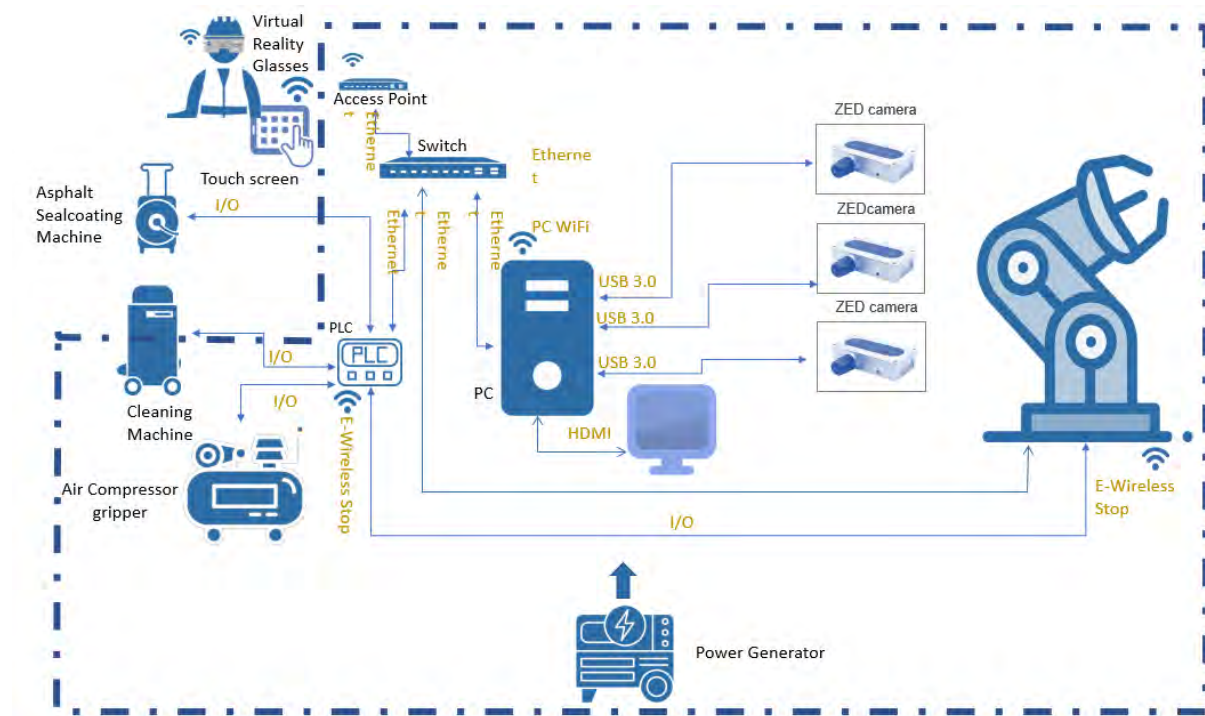 Virtual
Reality
Glasses
Access Point
Etherne
t
Switch
Etherne
t
ZED camera
Touch screen
Asphalt
Sealcoating
Machine
I/O
Ethernet
Etherne
t
Etherne
t
PC WiFi
ZEDcamera
USB 3.0
USB 3.0
ZED camera
USB 3.0
PLC
PLC
I/O
PC
I/O
Cleaning
Machine
HDMI
E-Wireless Stop
Air Compressor
gripper
E-Wireless
Stop
I/O
Power Generator